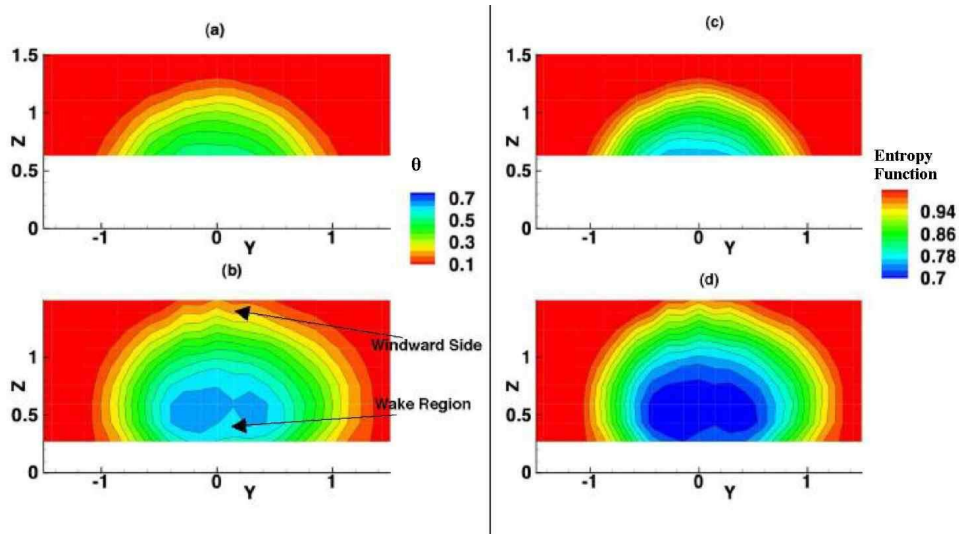 (a)
1.5
1
Z
0.5
0
-1
0
1
Y
θ
0.7
0.5
0.3
0.1
(b)
Windward Side
Wake Region
1
Z
0.5
0
-1
0
1
Y
(c)
1.5
1
Z
0.5
0
-1
0
1
Y
Entropy
Function
0.94
0.86
0.78
0.7
(d)
1
Z
0.5
0
-1
0
1
Y